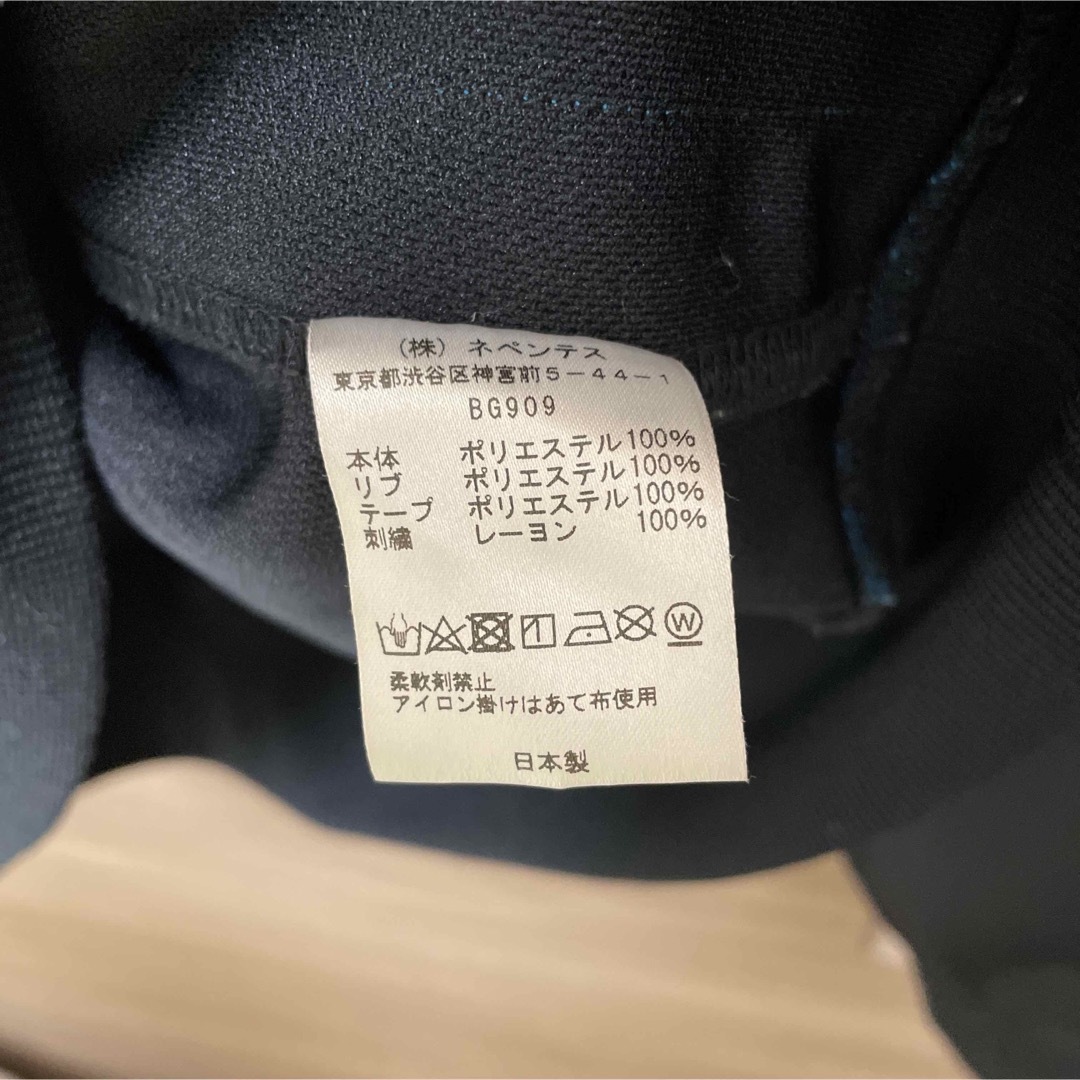 (株) ネペンテス
東京都渋谷区神宮前5-44-1
BG909
本体 ポリエステル100%
リブ ポリエステル100%
テープ ポリエステル100%
刺繍 レーヨン 100%
W
柔軟剤禁止
アイロン掛けはあて布使用
日本製